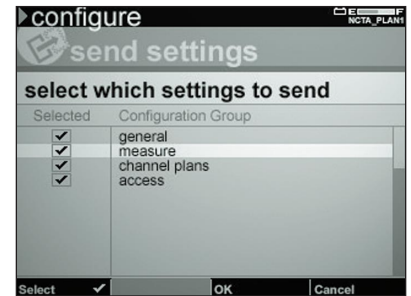 configure
E F
NCTA_PLAN1
send settings
select which settings to send
Selected Configuration Group
general
measure
channel plans
access
Select OK Cancel